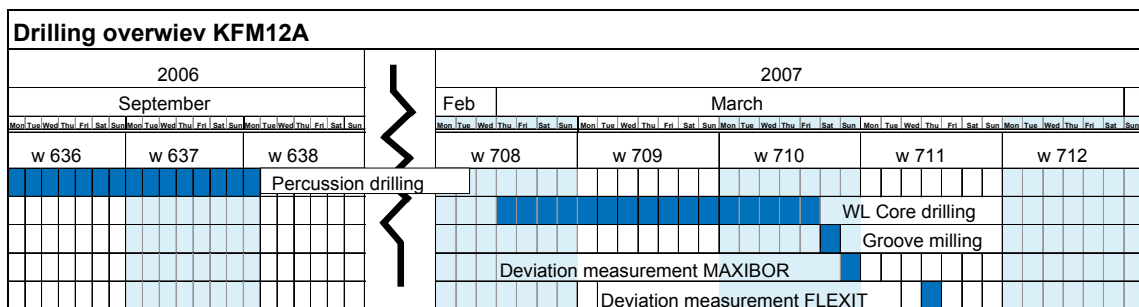 Drilling overwiev KFM12A
2006 2007
September Feb March
Mon Tue Wed Thu Fri Sat Sun Mon Tue Wed Thu Fri Sat Sun Mon Tue Wed Thu Fri Sat Sun Mon Tue Wed Thu Fri Sat Sun Mon Tue Wed Thu Fri Sat Sun Mon Tue Wed Thu Fri Sat Sun Mon Tue Wed Thu Fri Sat Sun Mon Tue Wed Thu Fri Sat Sun
w 636 w 637 w 638 w 708 w 709 w 710 w 711 w 712
Percussion drilling
WL Core drilling
Groove milling
Deviation measurement MAXIBOR
Deviation measurement FLEXIT